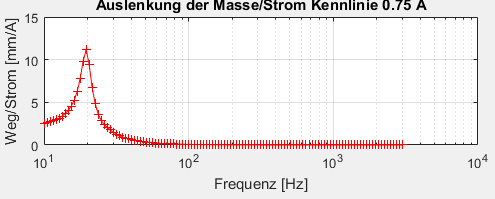 Auslenkung der Masse/Strom Kennlinie 0.75 A
Weg/Strom [mm/A]
15
10
5
0
10^1
10^2
10^3
10^4
Frequenz [Hz]